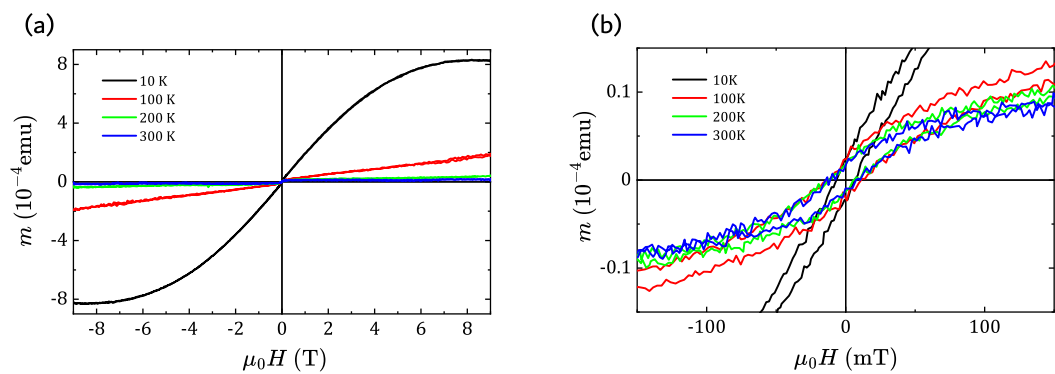 (a)
8
4
0
-4
-8
m (10⁻⁴emu)
10 K
100 K
200 K
300 K
-8 -6 -4 -2 0 2 4 6 8
μ₀H (T)
(b)
0.1
0
-0.1
m (10⁻⁴emu)
10K
100K
200K
300K
-100 0 100
μ₀H (mT)